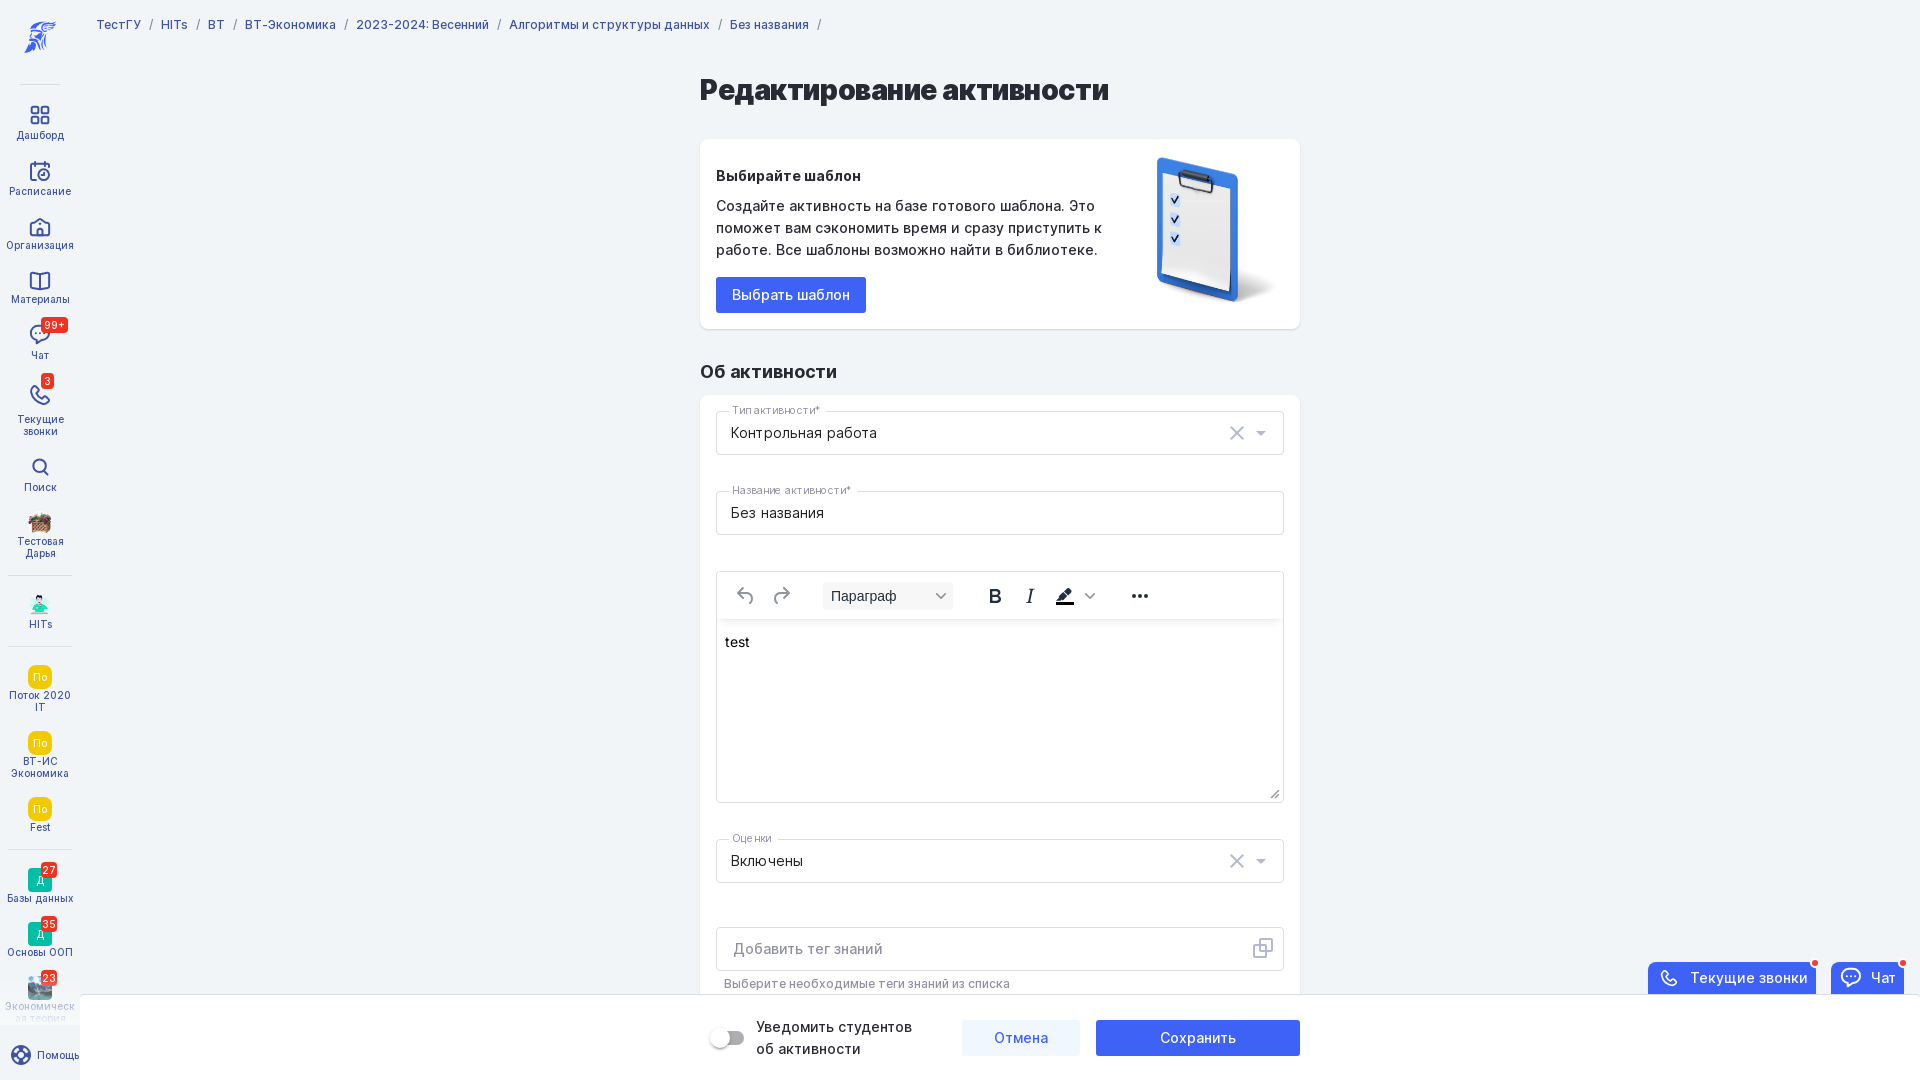 ТестГУ / HITs / ВТ / ВТ-Экономика / 2023-2024: Весенний / Алгоритмы и структуры данных / Без названия /
Дашборд
Расписание
Организация
Материалы
99+
Чат
3
Текущие
звонки
Поиск
Тестовая
Дарья
HITs
По
Поток 2020
IT
По
ВТ-ИС
Экономика
По
Fest
27
Д
Базы данных
35
Д
Основы ООП
23
Экономическ
ая теория
Помощь
Редактирование активности
Выбирайте шаблон
Создайте активность на базе готового шаблона. Это
поможет вам сэкономить время и сразу приступить к
работе. Все шаблоны возможно найти в библиотеке.
Выбрать шаблон
Об активности
Тип активности*
Контрольная работа
Название активности*
Без названия
Параграф
B I
test
Оценки
Включены
Добавить тег знаний
Выберите необходимые теги знаний из списка
Текущие звонки
Чат
Уведомить студентов
об активности
Отмена
Сохранить